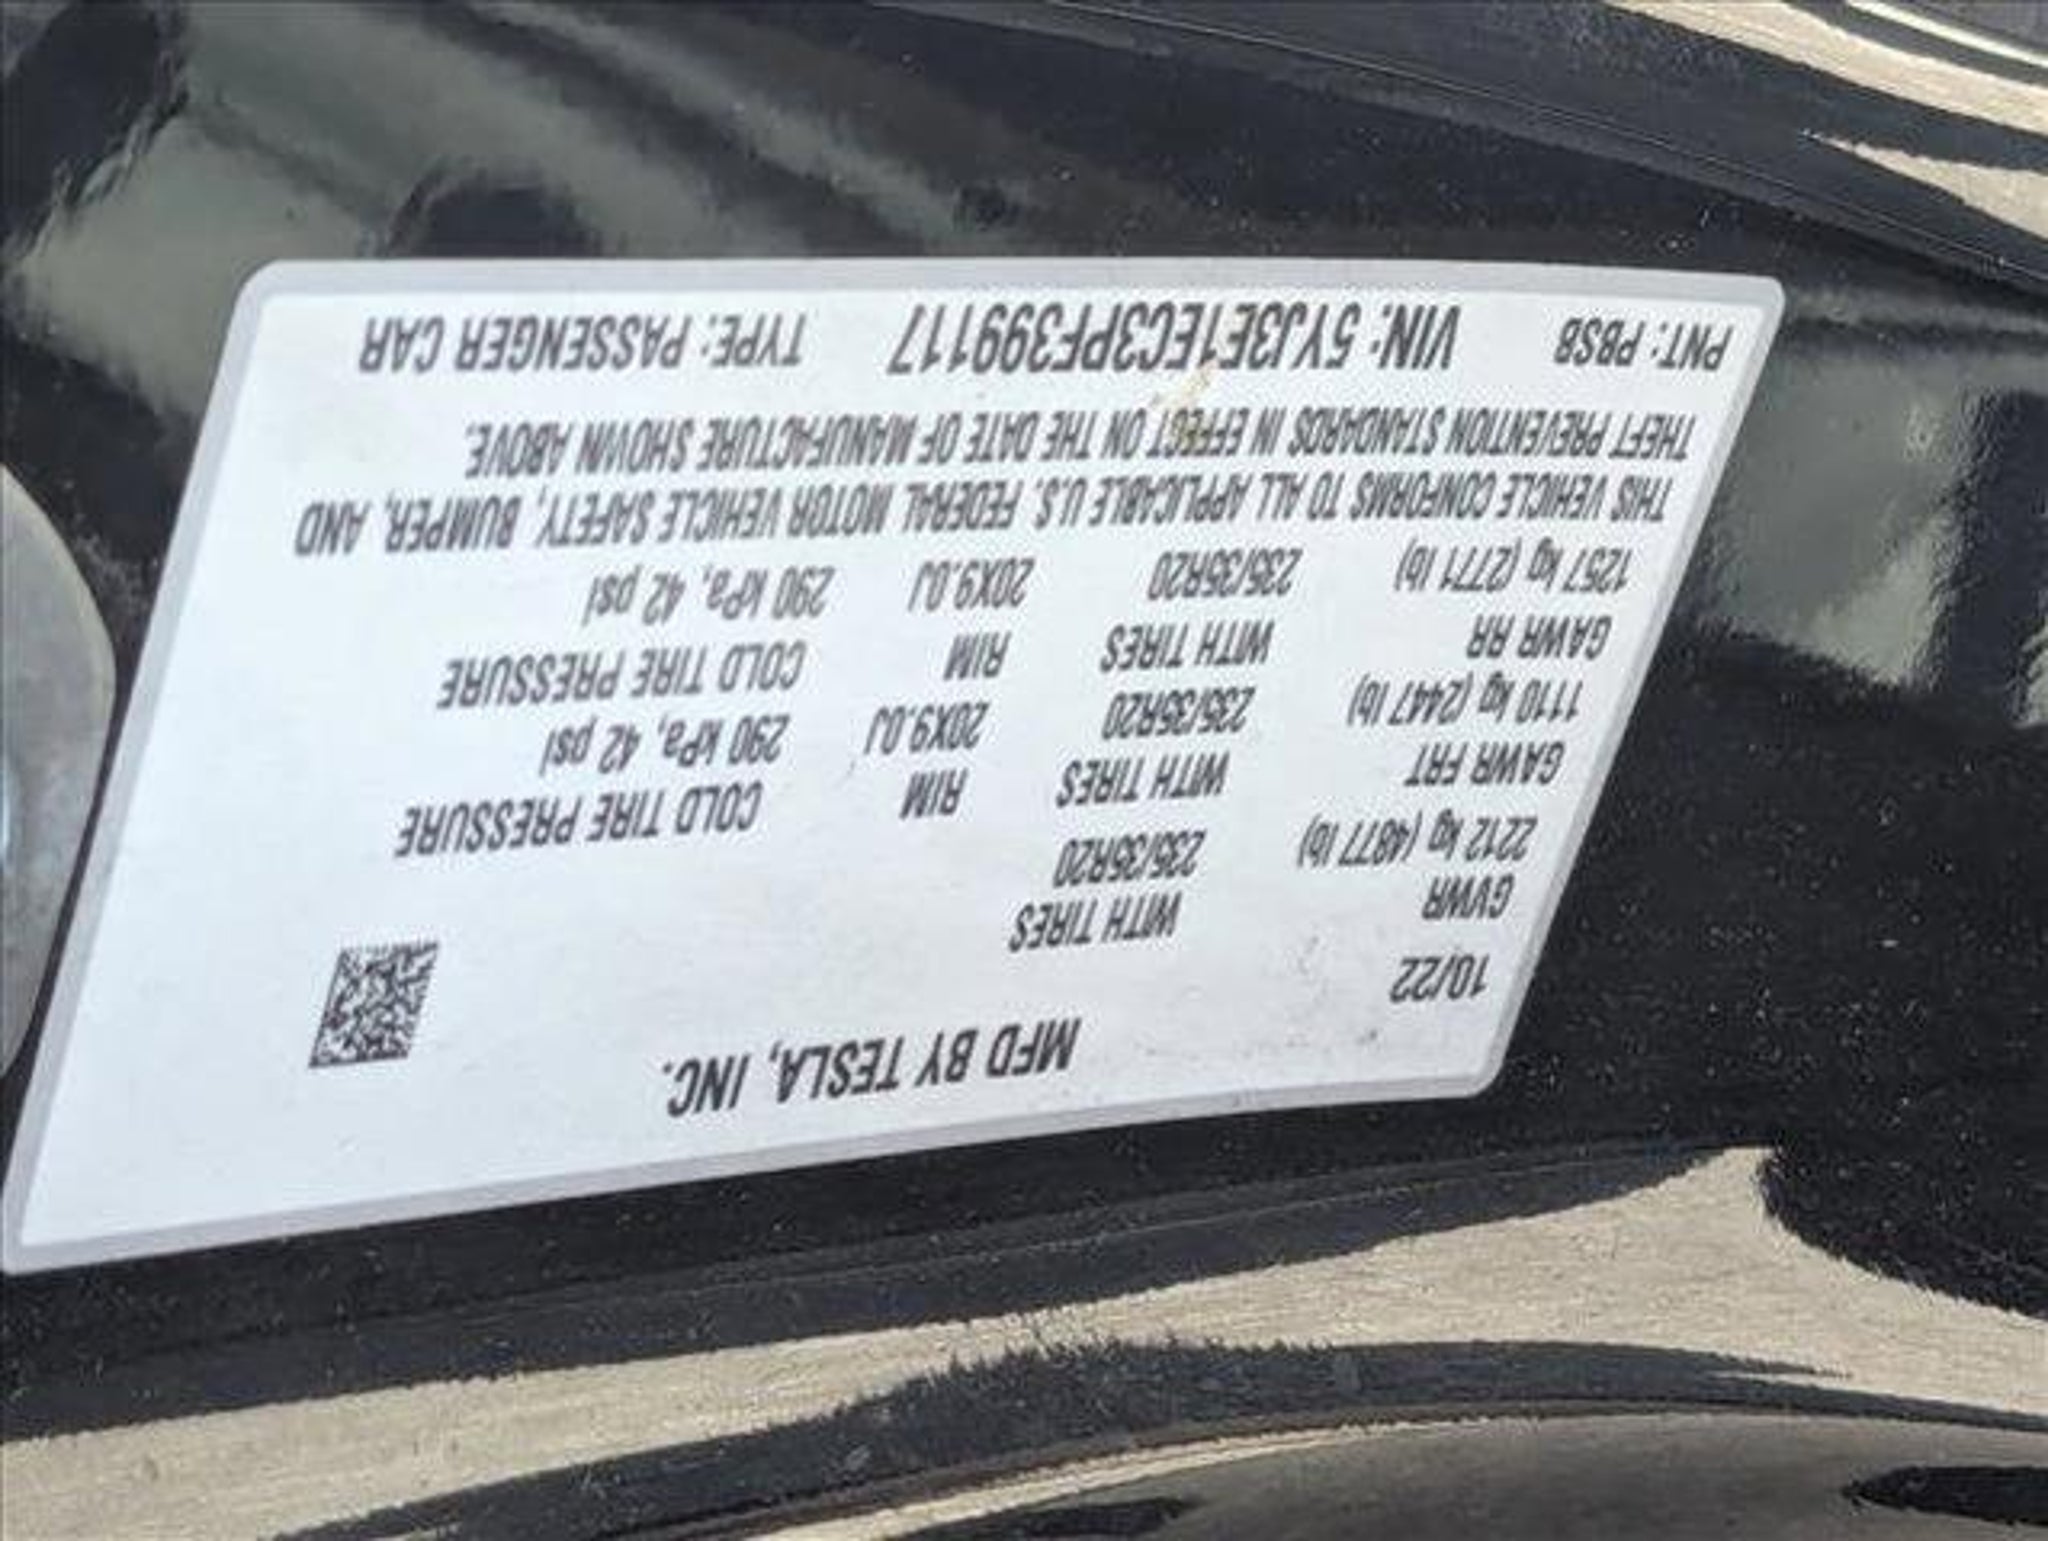 MFD BY TESLA, INC.
10/22
GVWR WITH TIRES
2212 kg (4877 lb) 235/35R20
GAWR FRT WITH TIRES RIM COLD TIRE PRESSURE
1110 kg (2447 lb) 235/35R20 20X9.0J 290 kPa, 42 psi
GAWR RR WITH TIRES RIM COLD TIRE PRESSURE
1257 kg (2771 lb) 235/35R20 20X9.0J 290 kPa, 42 psi
THIS VEHICLE CONFORMS TO ALL APPLICABLE U.S. FEDERAL MOTOR VEHICLE SAFETY, BUMPER, AND
THEFT PREVENTION STANDARDS IN EFFECT ON THE DATE OF MANUFACTURE SHOWN ABOVE.
PNT: PBSB VIN: 5YJ3E1EC3PF399117 TYPE: PASSENGER CAR